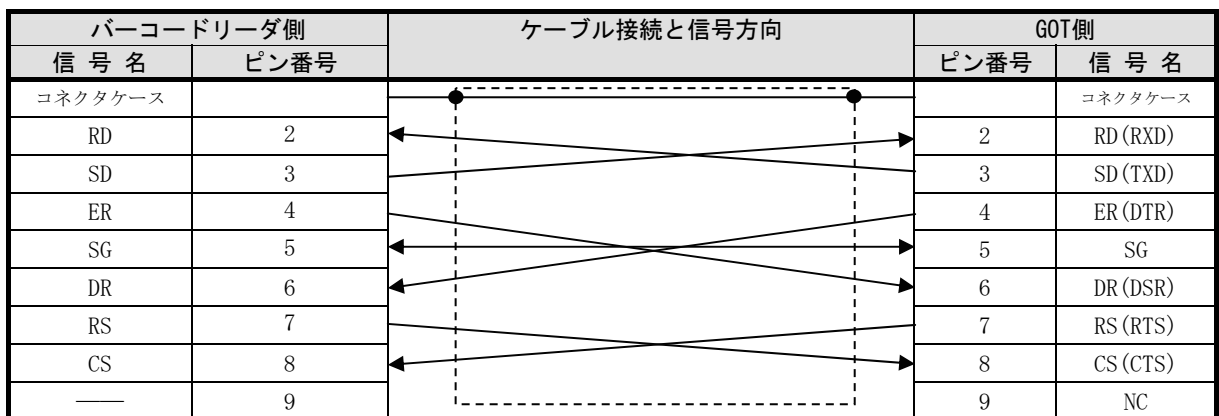 バーコードリーダ側 ケーブル接続と信号方向 GOT側
信 号 名 ピン番号 ピン番号 信 号 名
コネクタケース コネクタケース
RD 2 2 RD(RXD)
SD 3 3 SD(TXD)
ER 4 4 ER(DTR)
SG 5 5 SG
DR 6 6 DR(DSR)
RS 7 7 RS(RTS)
CS 8 8 CS(CTS)
―― 9 9 NC